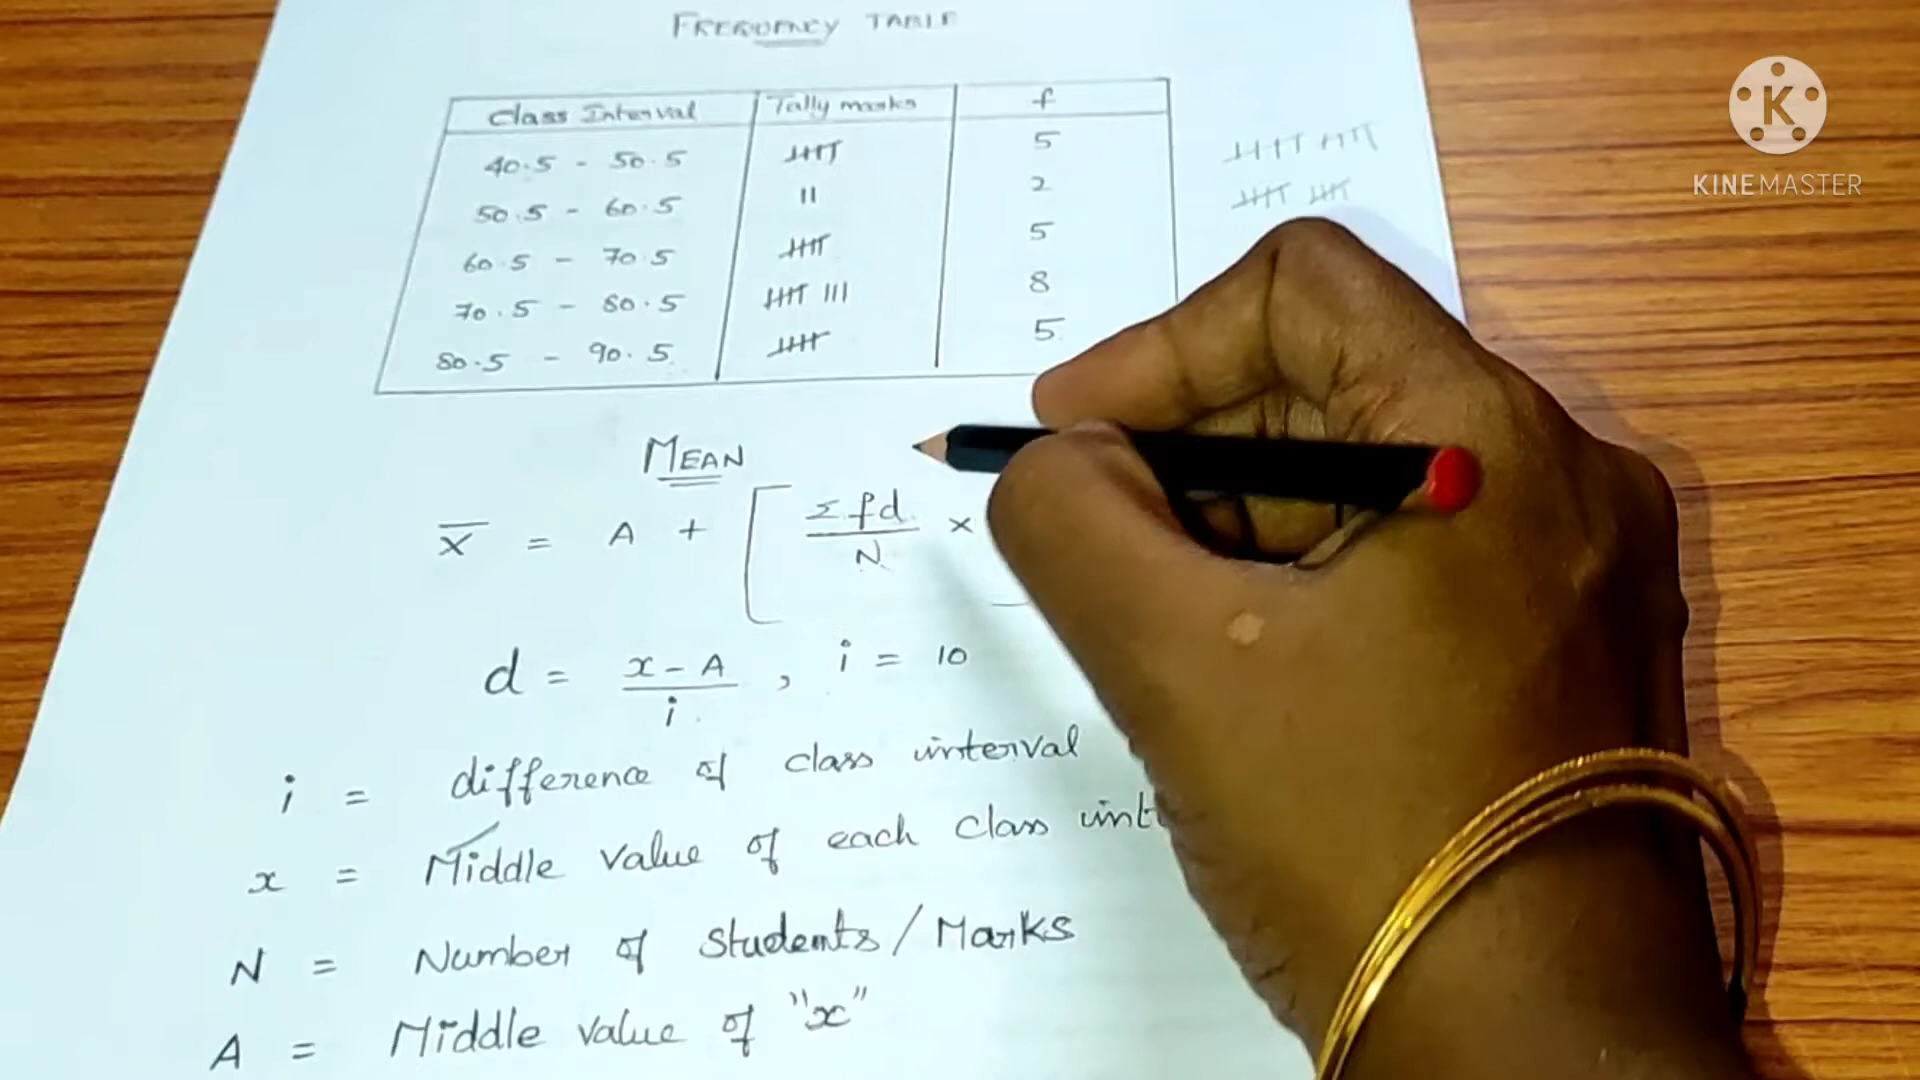 FREQUENCY TABLE
Class Interval Tally marks f
40.5 - 50.5 5
50.5 - 60.5 || 2
60.5 - 70.5 5
70.5 - 80.5 8
80.5 - 90.5 5
MEAN
x̄ = A + [ Σfd / N ×
d = x - A / i , i = 10
i = difference of class interval
x = Middle value of each class
N = Number of students / Marks
A = Middle value of "x"
K
KINEMASTER